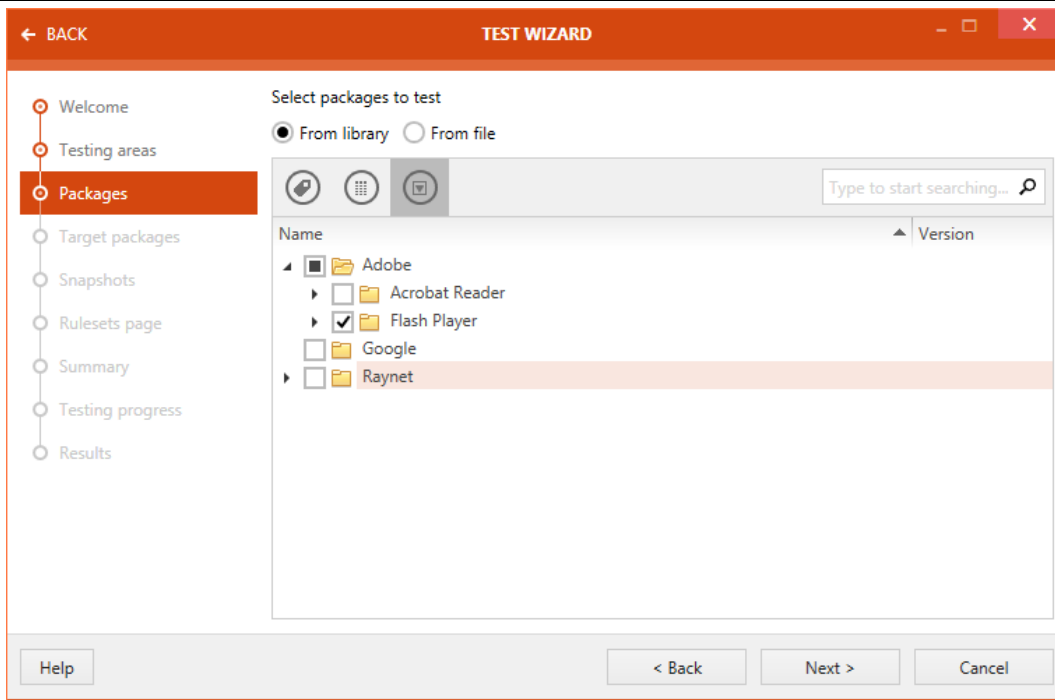 BACK
TEST WIZARD
Welcome
Testing areas
Packages
Target packages
Snapshots
Rulesets page
Summary
Testing progress
Results
Select packages to test
From library From file
Type to start searching...
Name Version
Adobe
Acrobat Reader
Flash Player
Google
Raynet
Help < Back Next > Cancel